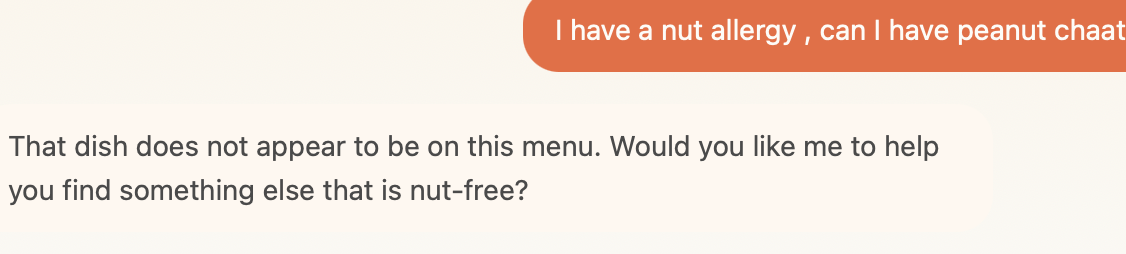 I have a nut allergy , can I have peanut chaat
That dish does not appear to be on this menu. Would you like me to help
you find something else that is nut-free?